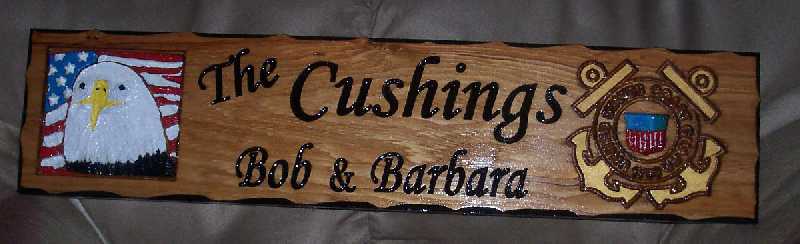 The Cushings
Bob & Barbara